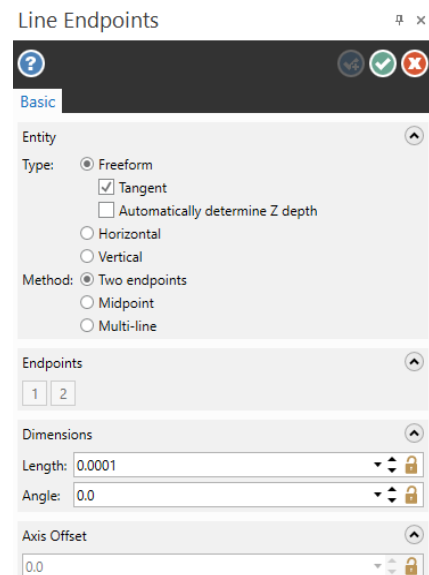 Line Endpoints
Basic
Entity
Type: Freeform
Tangent
Automatically determine Z depth
Horizontal
Vertical
Method: Two endpoints
Midpoint
Multi-line
Endpoints
1 2
Dimensions
Length: 0.0001
Angle: 0.0
Axis Offset
0.0